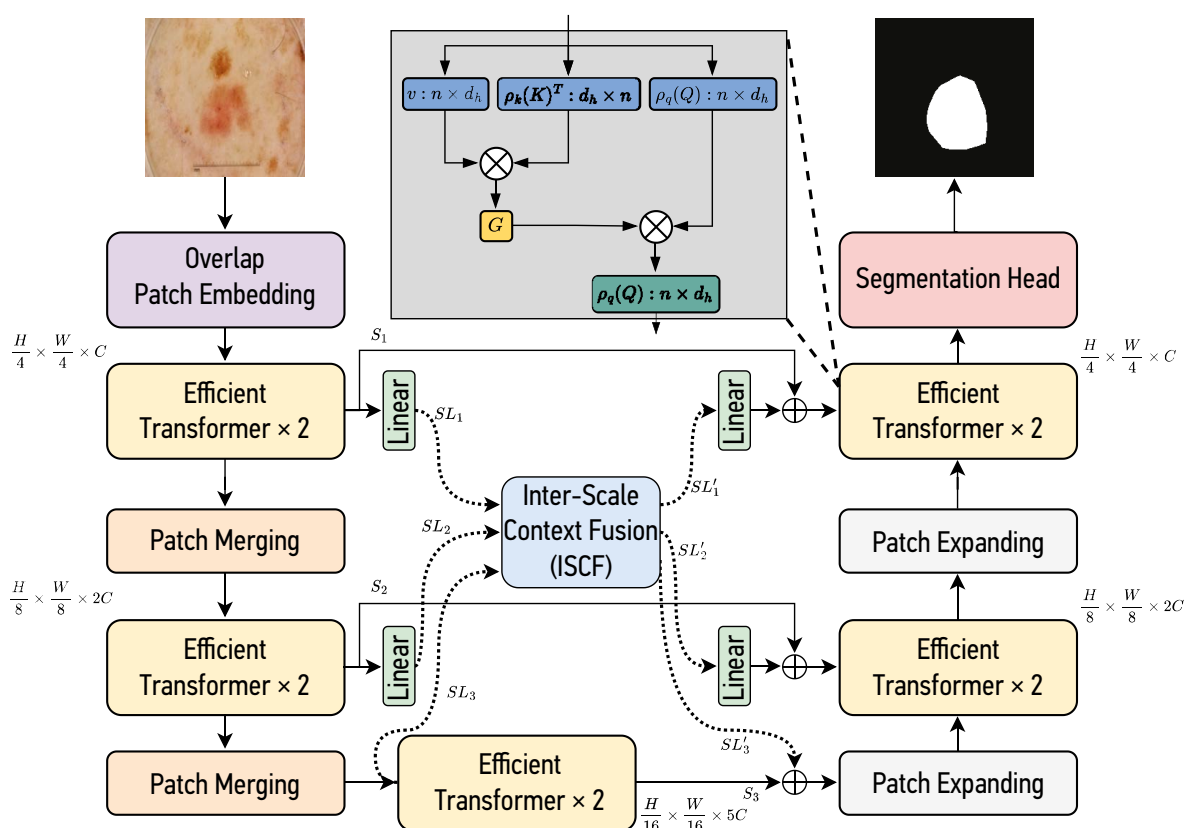 v : n × d_h
ρ_k(K)^T : d_h × n
ρ_q(Q) : n × d_h
G
ρ_q(Q) : n × d_h
Overlap
Patch Embedding
Segmentation Head
H/4 × W/4 × C
S_1
H/4 × W/4 × C
Efficient
Transformer × 2
Linear
SL_1
Linear
Efficient
Transformer × 2
Inter-Scale
Context Fusion
(ISCF)
SL'_1
SL_2
SL'_2
Patch Merging
Patch Expanding
H/8 × W/8 × 2C
S_2
H/8 × W/8 × 2C
Efficient
Transformer × 2
Linear
SL_3
Linear
Efficient
Transformer × 2
SL'_3
Patch Merging
Efficient
Transformer × 2
S_3
H/16 × W/16 × 5C
Patch Expanding